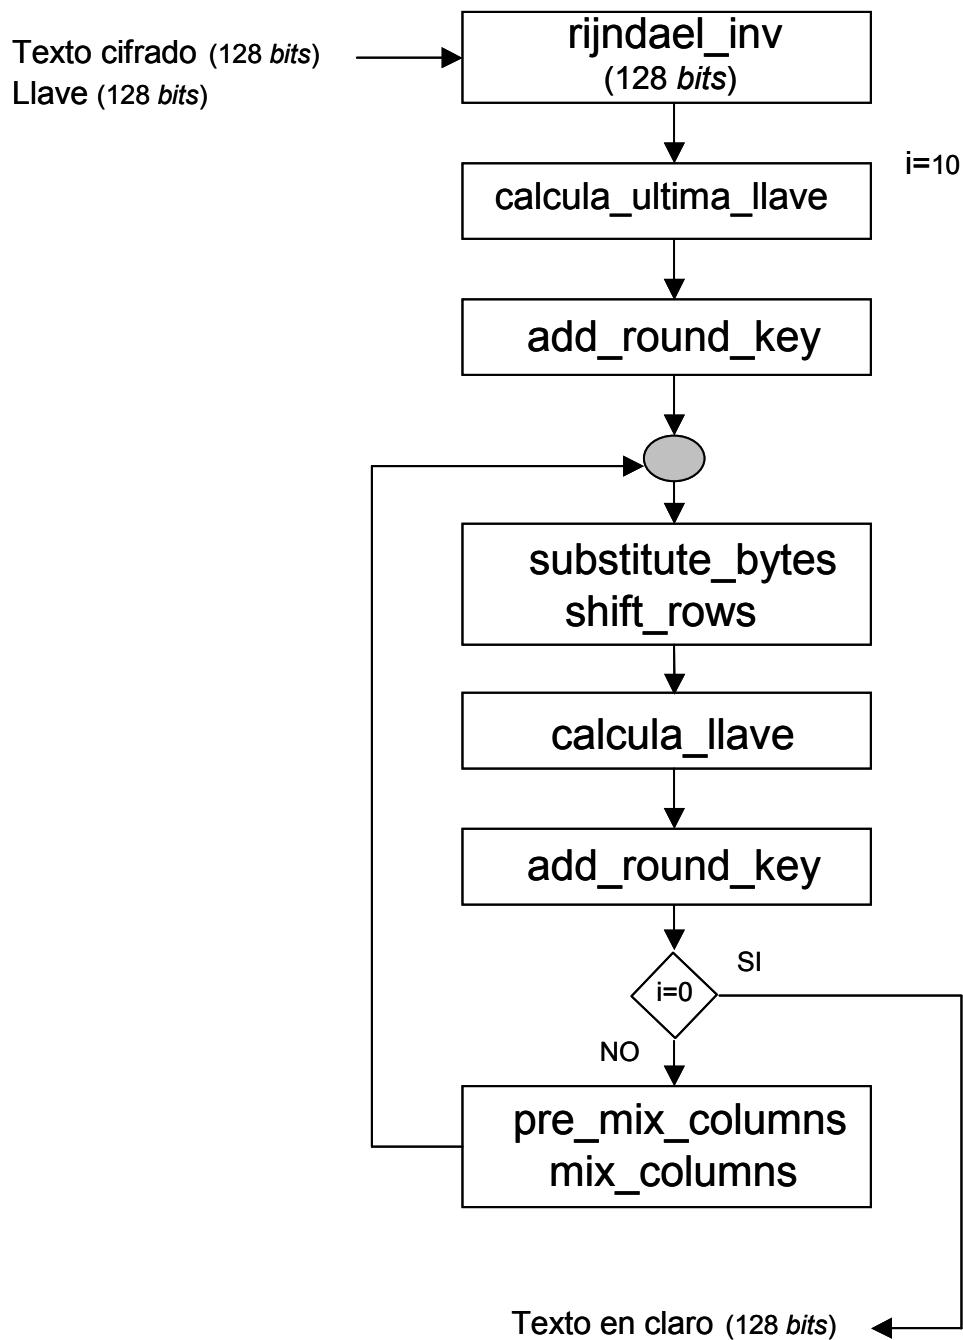 rijndael_inv
(128 bits)
Texto cifrado (128 bits)
Llave (128 bits)
i=10
calcula_ultima_llave
add_round_key
substitute_bytes
shift_rows
calcula_llave
add_round_key
SI
i=0
NO
pre_mix_columns
mix_columns
Texto en claro (128 bits)